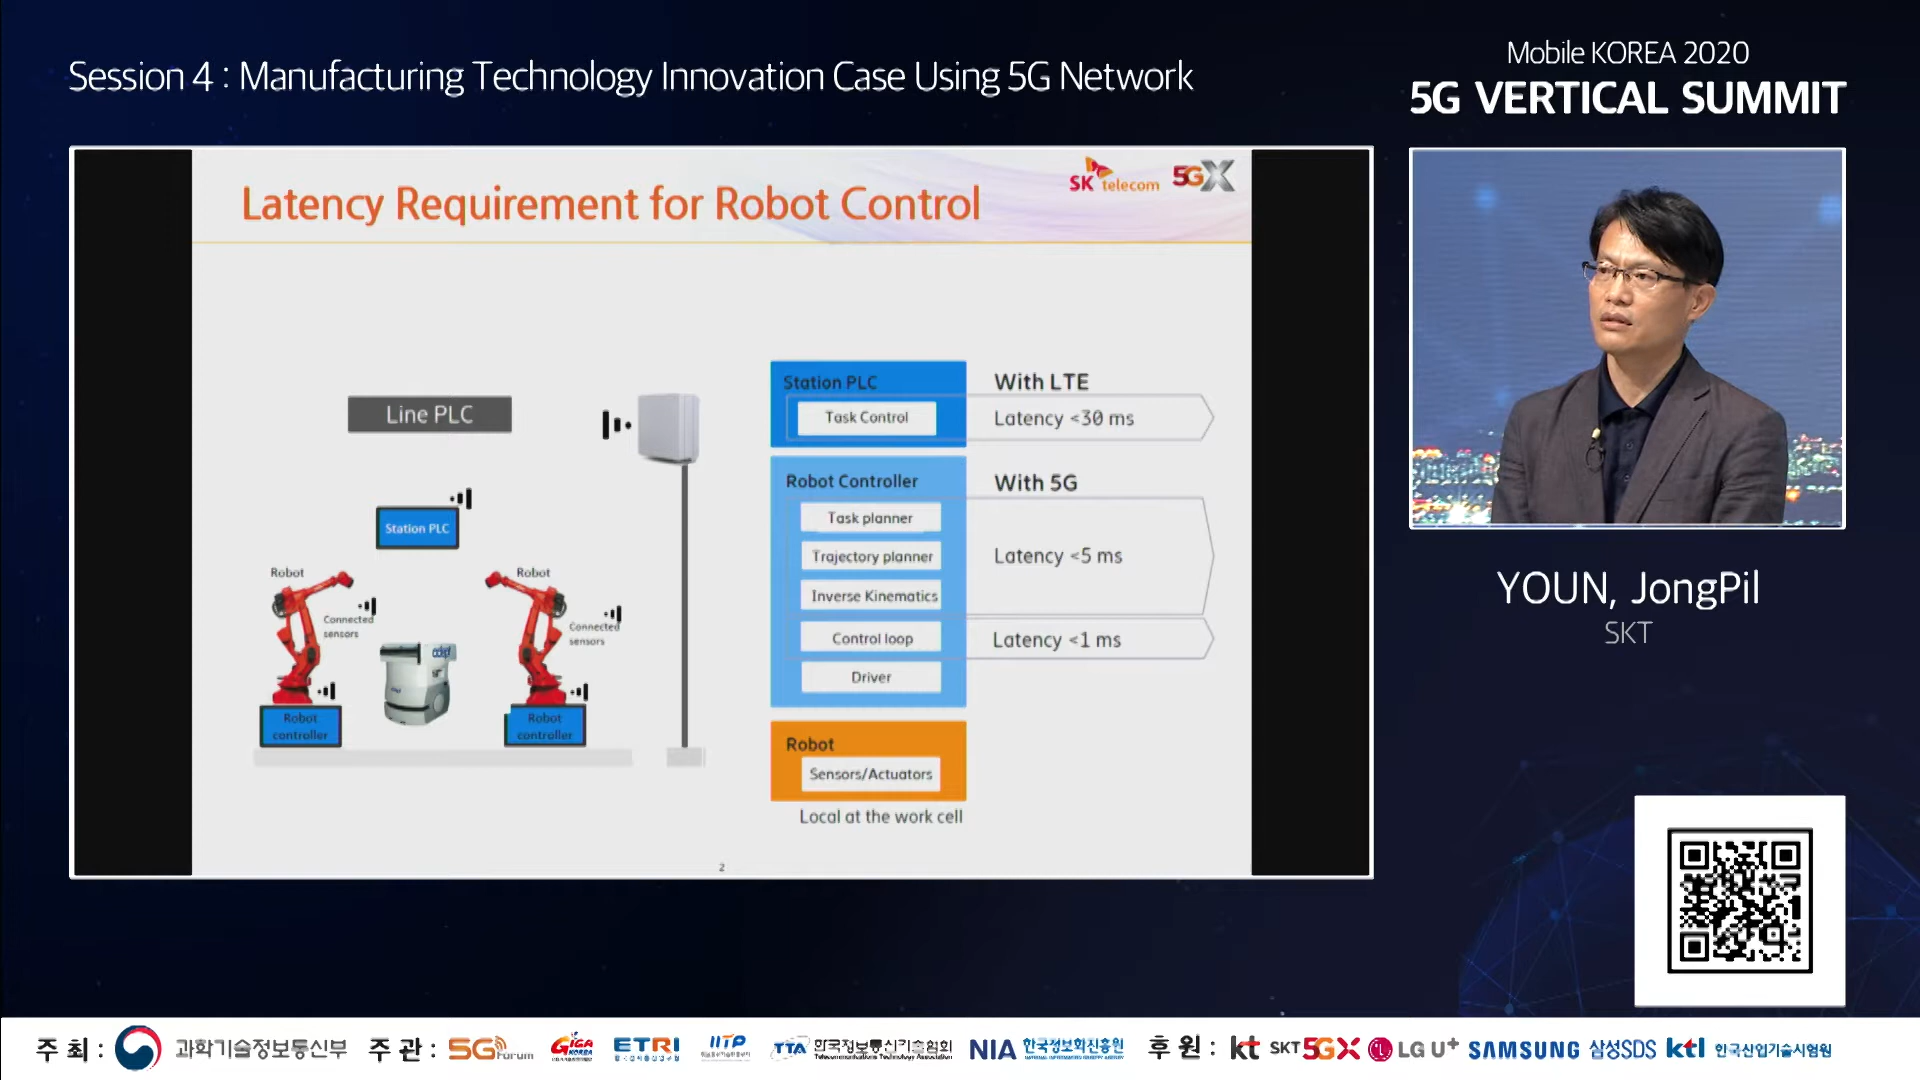 Session 4 : Manufacturing Technology Innovation Case Using 5G Network
Mobile KOREA 2020
5G VERTICAL SUMMIT
Latency Requirement for Robot Control
SK telecom
5GX
Line PLC
Station PLC
Robot
Connected
sensors
Robot
controller
Robot
Connected
sensors
Robot
controller
Station PLC
Task Control
With LTE
Latency <30 ms
Robot Controller
Task planner
Trajectory planner
Inverse Kinematics
Control loop
Driver
With 5G
Latency <5 ms
Latency <1 ms
Robot
Sensors/Actuators
Local at the work cell
2
YOUN, JongPil
SKT
주 최 : 과학기술정보통신부 주 관 : 5G Forum GIGA KOREA ETRI IITP TTA 한국정보통신기술협회 Telecommunications Technology Association NIA 한국정보화진흥원 후 원 : kt SKT 5GX LG U+ SAMSUNG 삼성SDS ktl 한국산업기술시험원